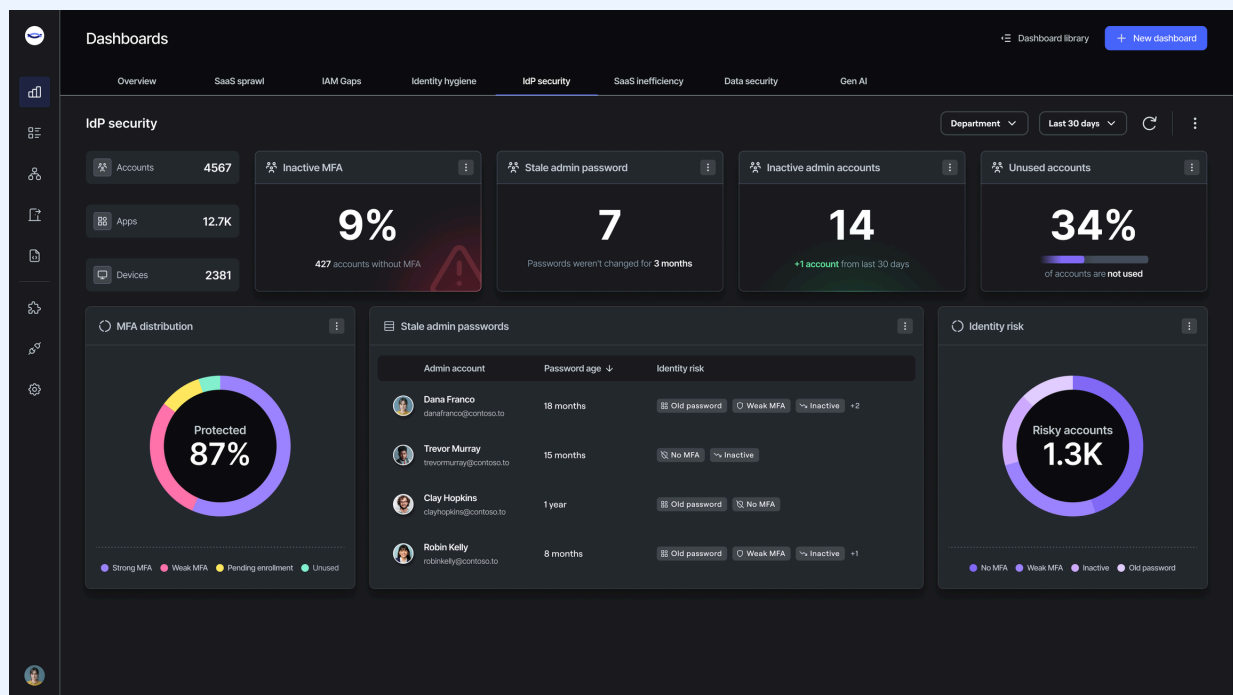 Dashboards
Dashboard library
New dashboard
Overview
SaaS sprawl
IAM Gaps
Identity hygiene
IdP security
SaaS inefficiency
Data security
Gen AI
IdP security
Department
Last 30 days
Accounts 4567
Apps 12.7K
Devices 2381
Inactive MFA
9%
427 accounts without MFA
Stale admin password
7
Passwords weren't changed for 3 months
Inactive admin accounts
14
+1 account from last 30 days
Unused accounts
34%
of accounts are not used
MFA distribution
Protected
87%
Strong MFA
Weak MFA
Pending enrollment
Unused
Stale admin passwords
Admin account
Password age
Identity risk
Dana Franco
danafranco@contoso.to
18 months
Old password
Weak MFA
Inactive
+2
Trevor Murray
trevormurray@contoso.to
15 months
No MFA
Inactive
Clay Hopkins
clayhopkins@contoso.to
1 year
Old password
No MFA
Robin Kelly
robinkelly@contoso.to
8 months
Old password
Weak MFA
Inactive
+1
Identity risk
Risky accounts
1.3K
No MFA
Weak MFA
Inactive
Old password